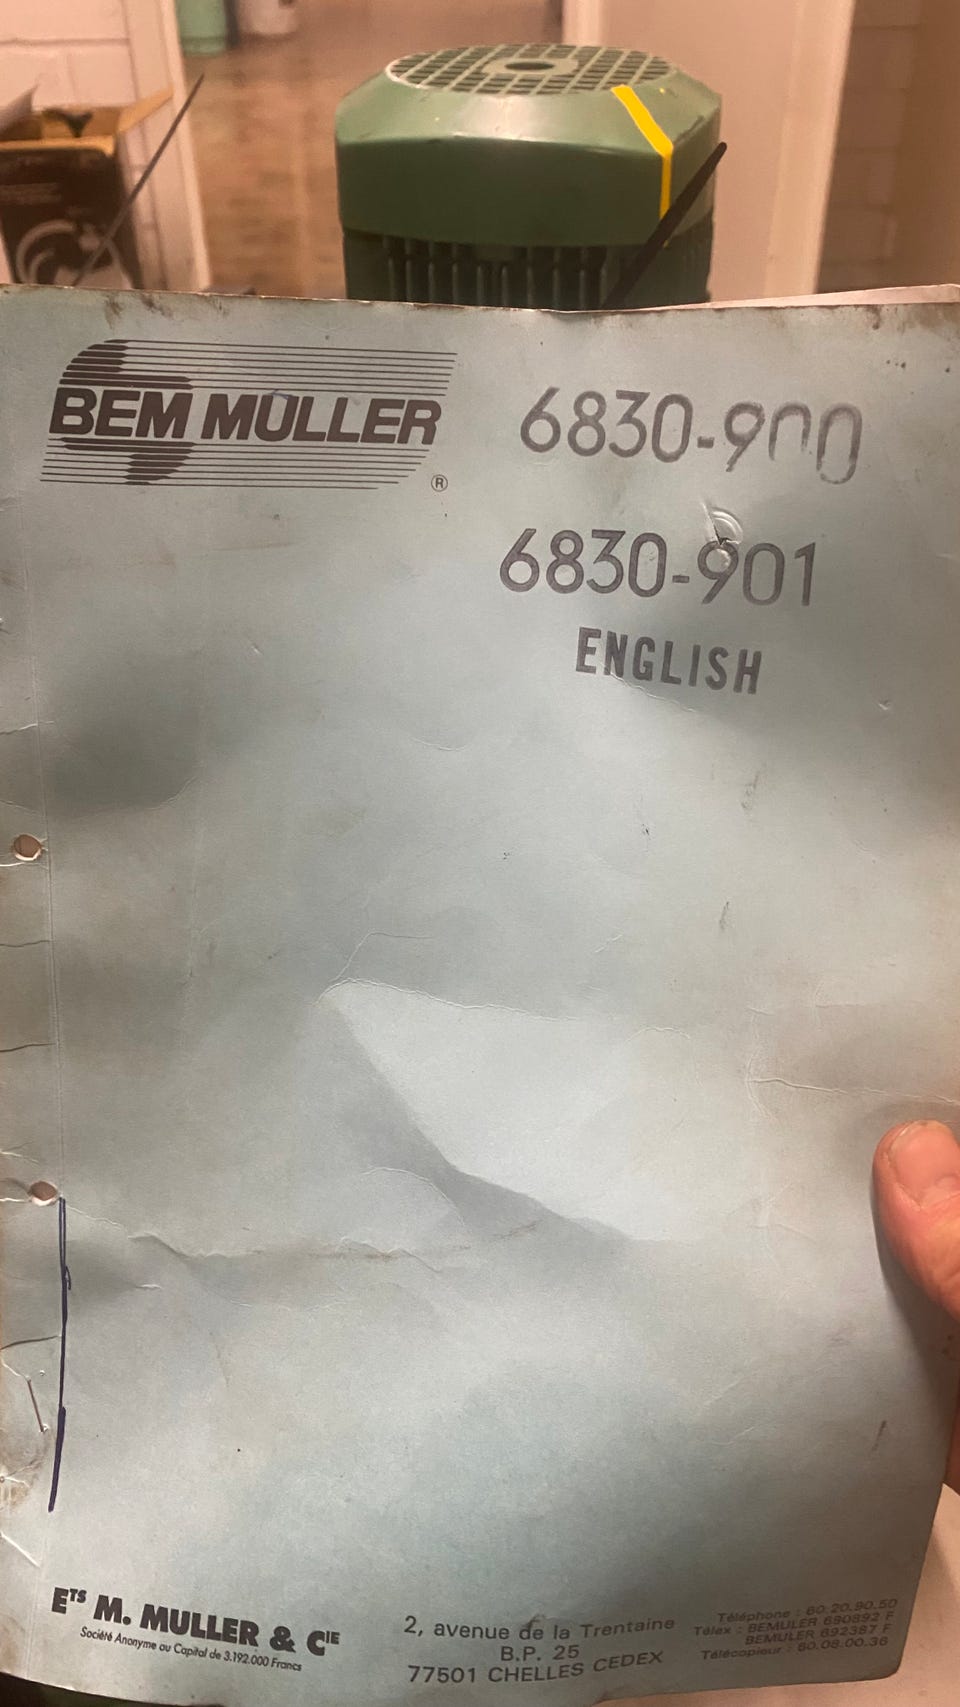 BEM MULLER
®
6830-900
6830-901
ENGLISH
ETS M. MULLER & CIE
Société Anonyme au Capital de 3.192.000 Francs
2, avenue de la Trentaine
B.P. 25
77501 CHELLES CEDEX
Téléphone : 60.20.90.50
Télex : BEMULER 690892 F
BEMULER 692387 F
Télécopieur : 60.08.00.36